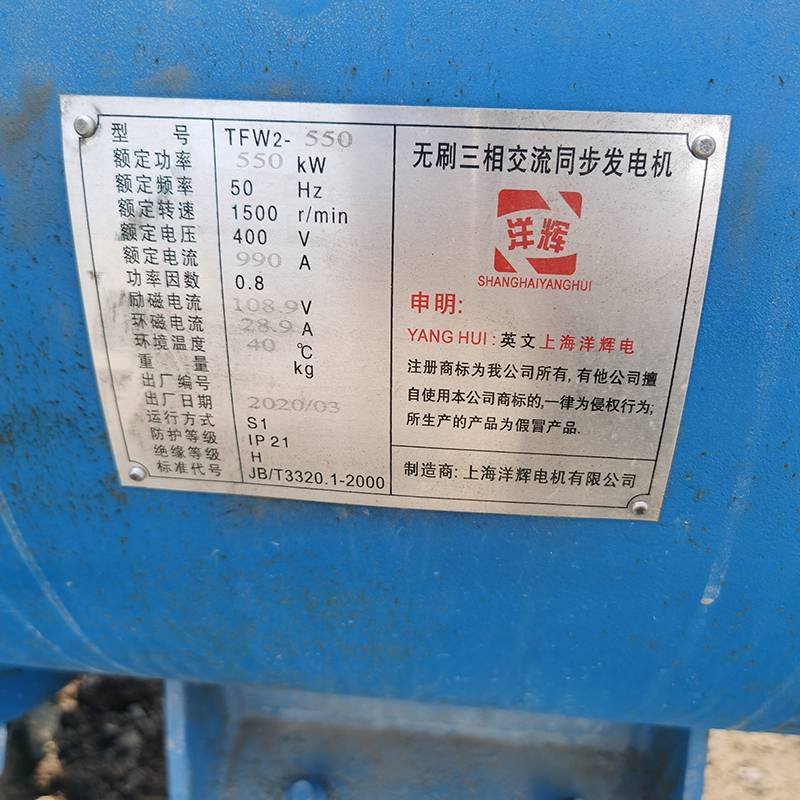 型 号 TFW2-550
额定功率 550 kW
额定频率 50 Hz
额定转速 1500 r/min
额定电压 400 V
额定电流 990 A
功率因数 0.8
励磁电流 108.9 V
环磁电流 28.9 A
环境温度 40 ℃
重 量 kg
出厂编号
出厂日期 2020/03
运行方式 S1
防护等级 IP21
绝缘等级 H
标准代号 JB/T3320.1-2000
无刷三相交流同步发电机
洋辉
SHANGHAIYANGHUI
申明:
YANG HUI:英文上海洋辉电
注册商标为我公司所有,有他公司擅
自使用本公司商标的,一律为侵权行为;
所生产的产品为假冒产品.
制造商:上海洋辉电机有限公司